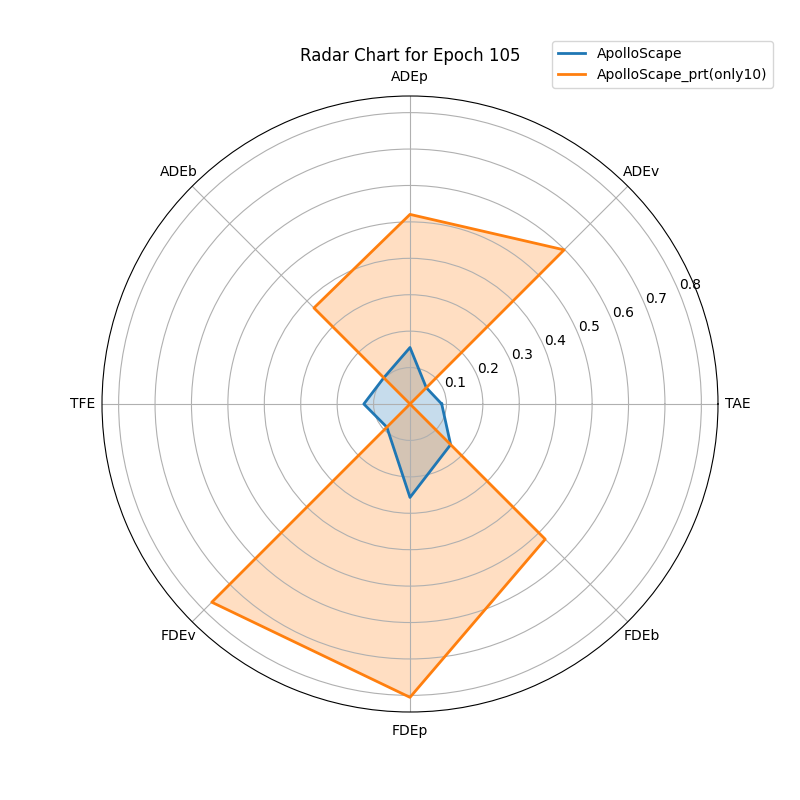 Radar Chart for Epoch 105
ApolloScape
ApolloScape_prt(only10)
ADEp
ADEb
ADEv
0.8
0.7
0.6
0.5
0.4
0.3
0.2
0.1
TFE
TAE
FDEv
FDEb
FDEp